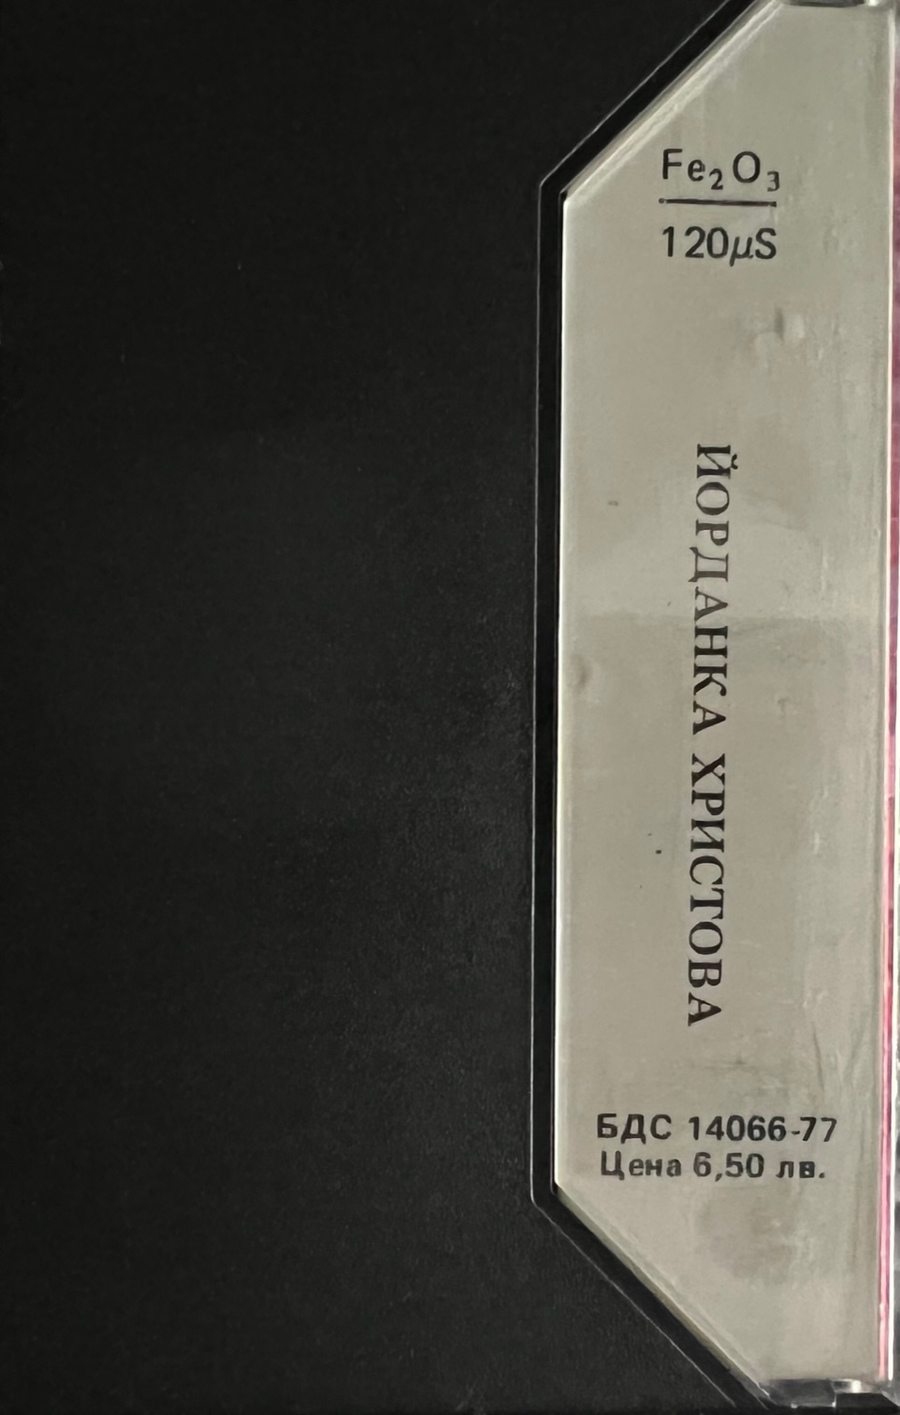 Fe₂O₃
120µS
ЙОРДАНКА ХРИСТОВА
БДС 14066-77
Цена 6,50 лв.